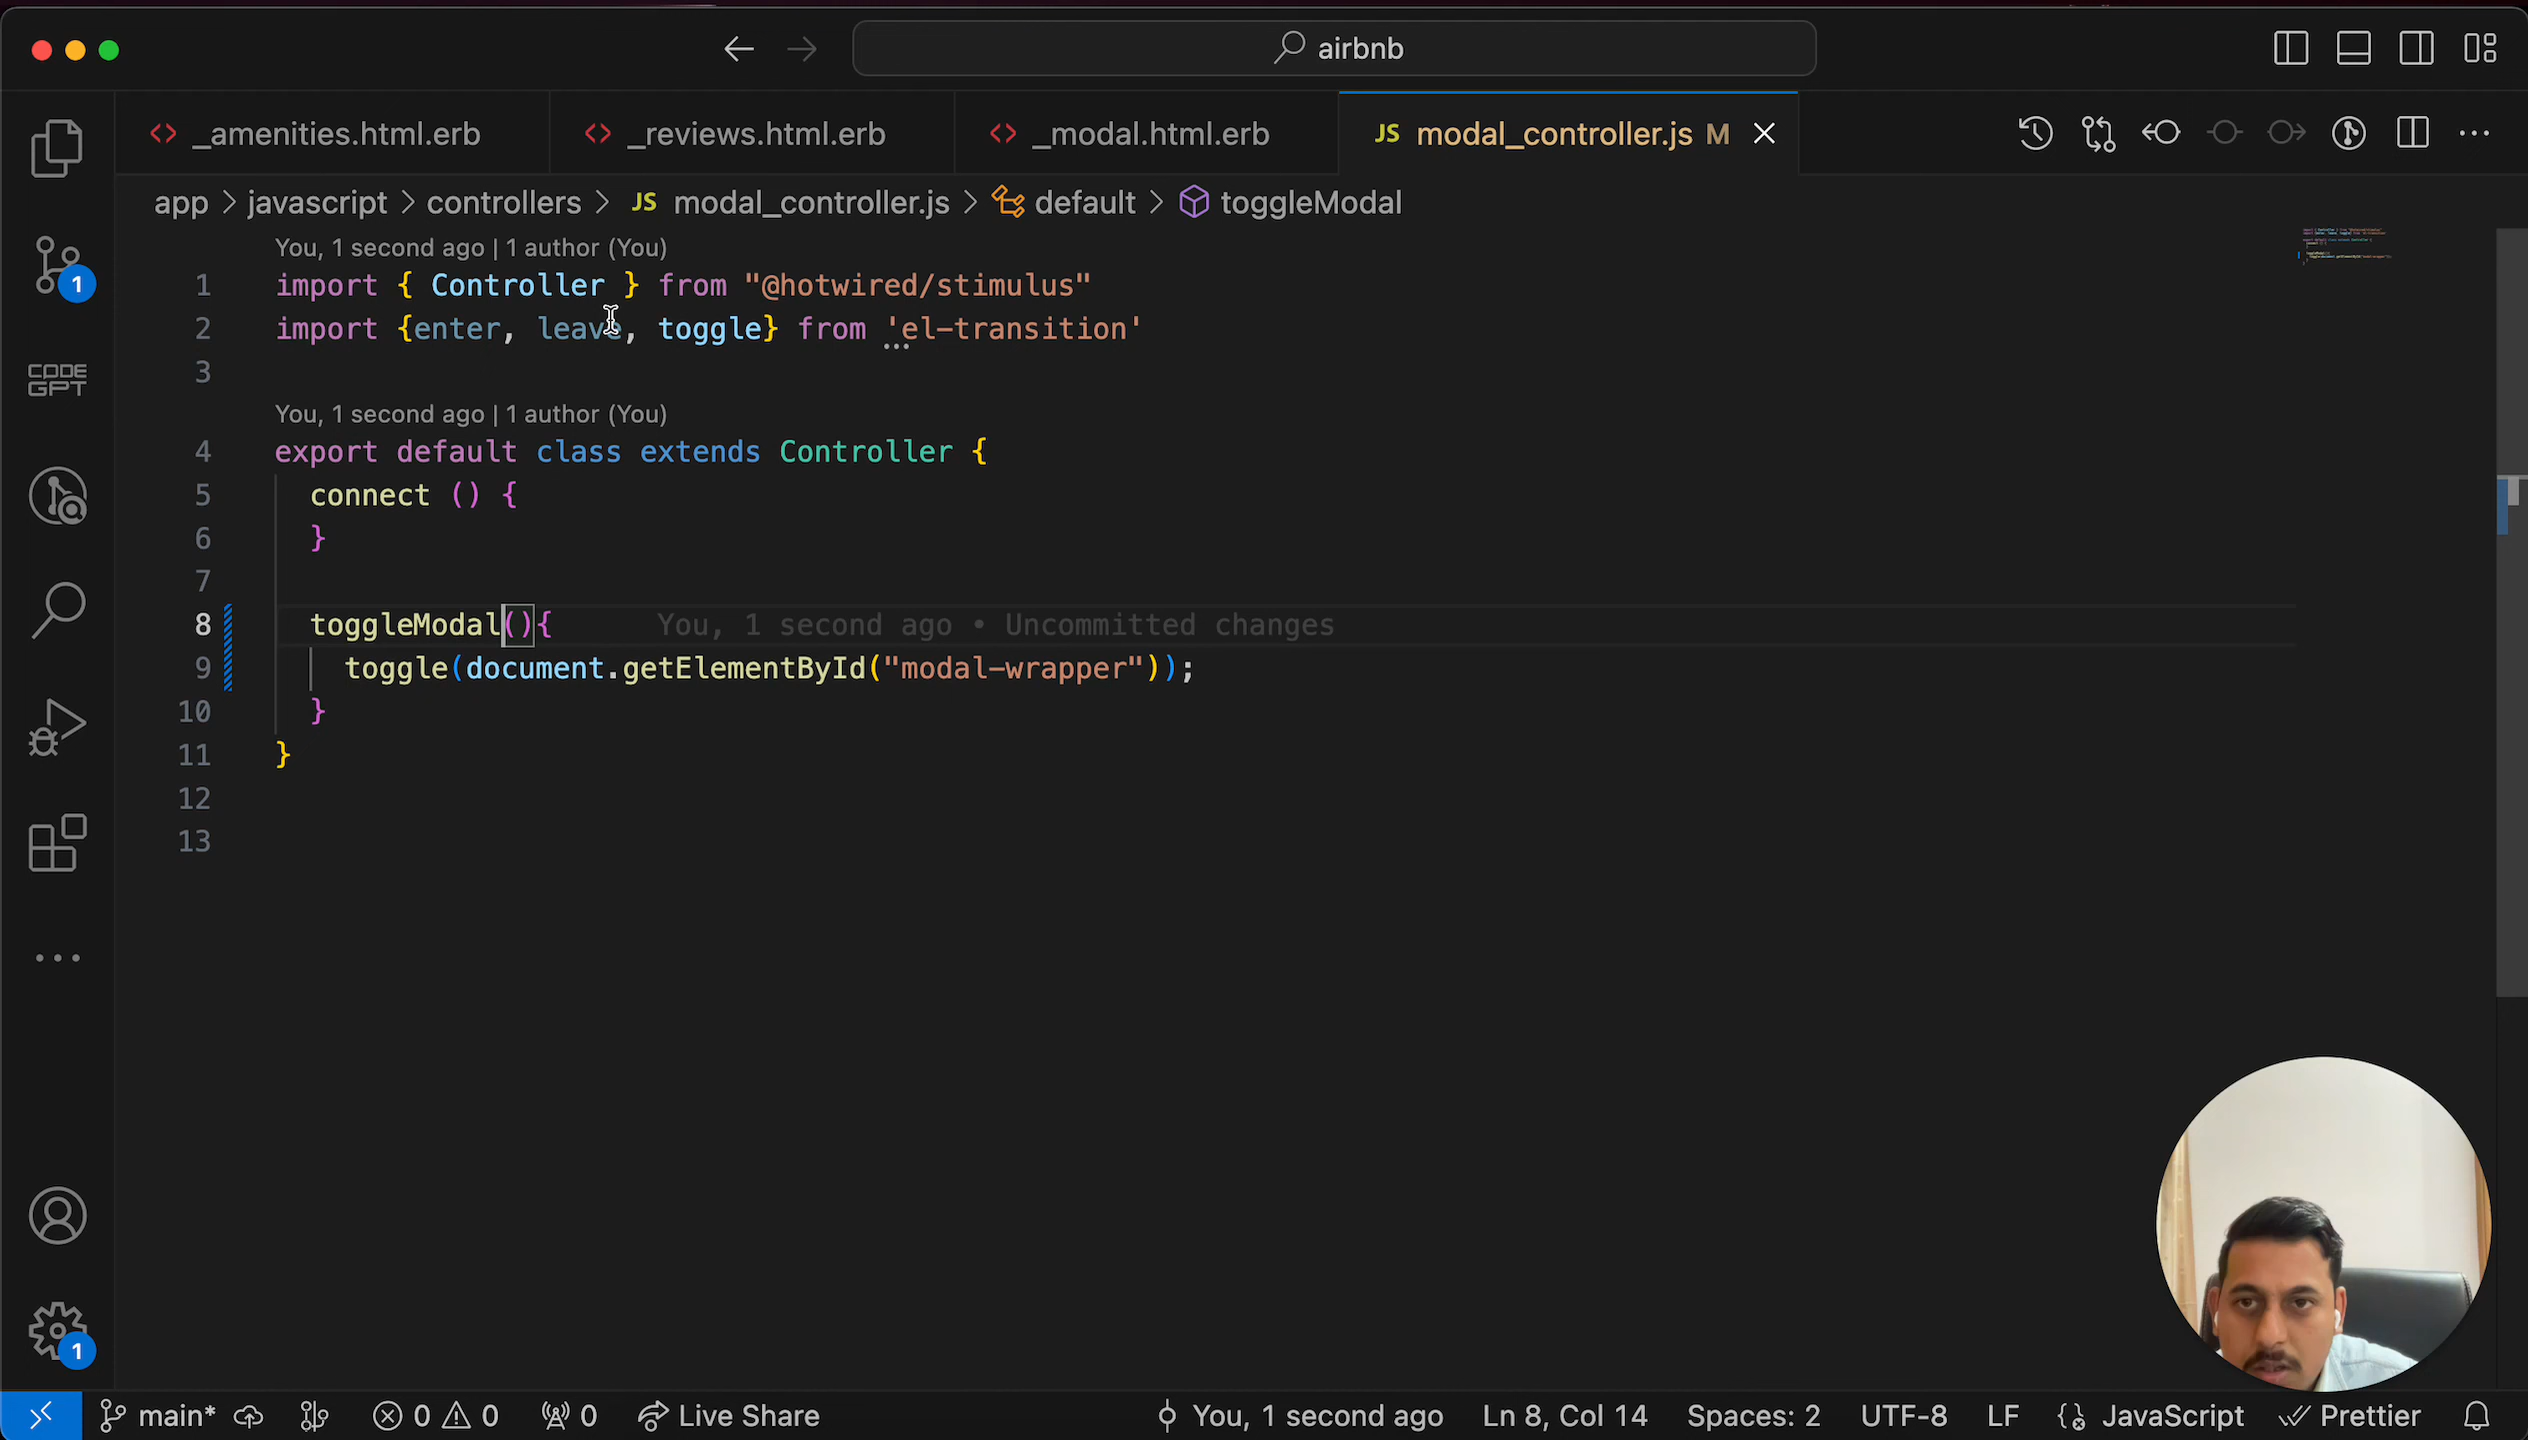 airbnb
_amenities.html.erb
_reviews.html.erb
_modal.html.erb
JS modal_controller.js M
app > javascript > controllers > JS modal_controller.js > default > toggleModal
You, 1 second ago | 1 author (You)
1 import { Controller } from "@hotwired/stimulus"
2 import {enter, leave, toggle} from 'el-transition'
3
You, 1 second ago | 1 author (You)
4 export default class extends Controller {
5 connect () {
6 }
7
8 toggleModal(){ You, 1 second ago • Uncommitted changes
9 toggle(document.getElementById("modal-wrapper"));
10 }
11 }
12
13
1
CODE
GPT
1
main* 0 0 0 Live Share You, 1 second ago Ln 8, Col 14 Spaces: 2 UTF-8 LF JavaScript Prettier